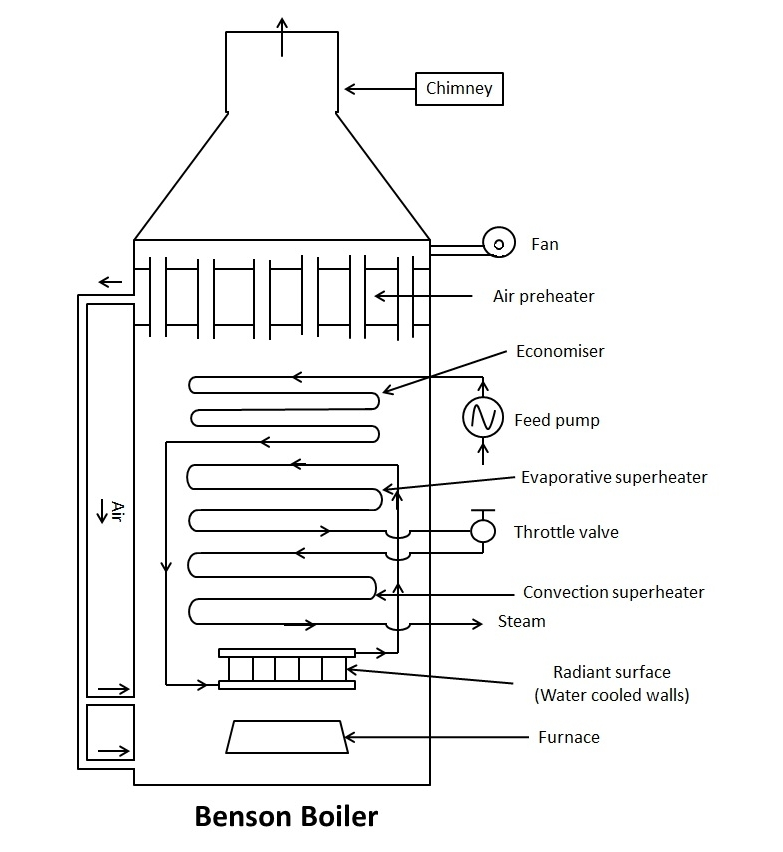 Chimney
Fan
Air preheater
Economiser
Feed pump
Evaporative superheater
Air
Throttle valve
Convection superheater
Steam
Radiant surface
(Water cooled walls)
Furnace
Benson Boiler